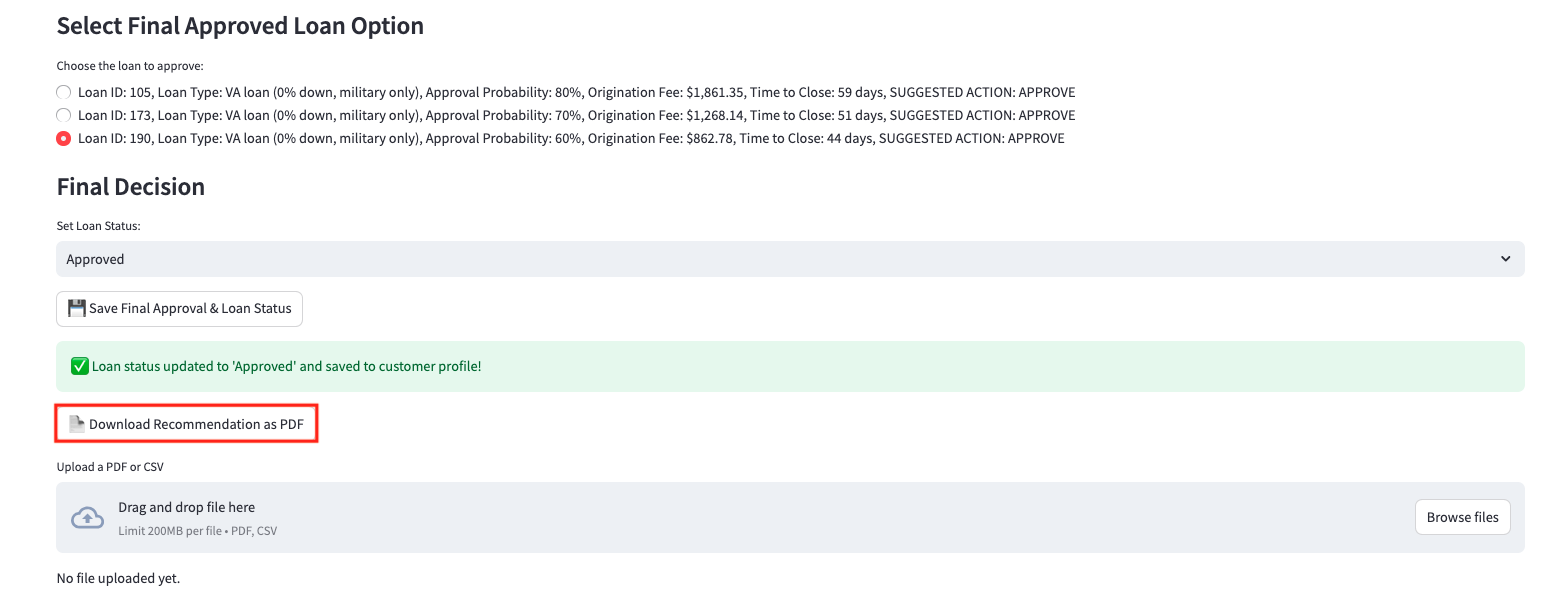 Select Final Approved Loan Option
Choose the loan to approve:
Loan ID: 105, Loan Type: VA loan (0% down, military only), Approval Probability: 80%, Origination Fee: $1,861.35, Time to Close: 59 days, SUGGESTED ACTION: APPROVE
Loan ID: 173, Loan Type: VA loan (0% down, military only), Approval Probability: 70%, Origination Fee: $1,268.14, Time to Close: 51 days, SUGGESTED ACTION: APPROVE
Loan ID: 190, Loan Type: VA loan (0% down, military only), Approval Probability: 60%, Origination Fee: $862.78, Time to Close: 44 days, SUGGESTED ACTION: APPROVE
Final Decision
Set Loan Status:
Approved
Save Final Approval & Loan Status
Loan status updated to 'Approved' and saved to customer profile!
Download Recommendation as PDF
Upload a PDF or CSV
Drag and drop file here
Limit 200MB per file • PDF, CSV
Browse files
No file uploaded yet.